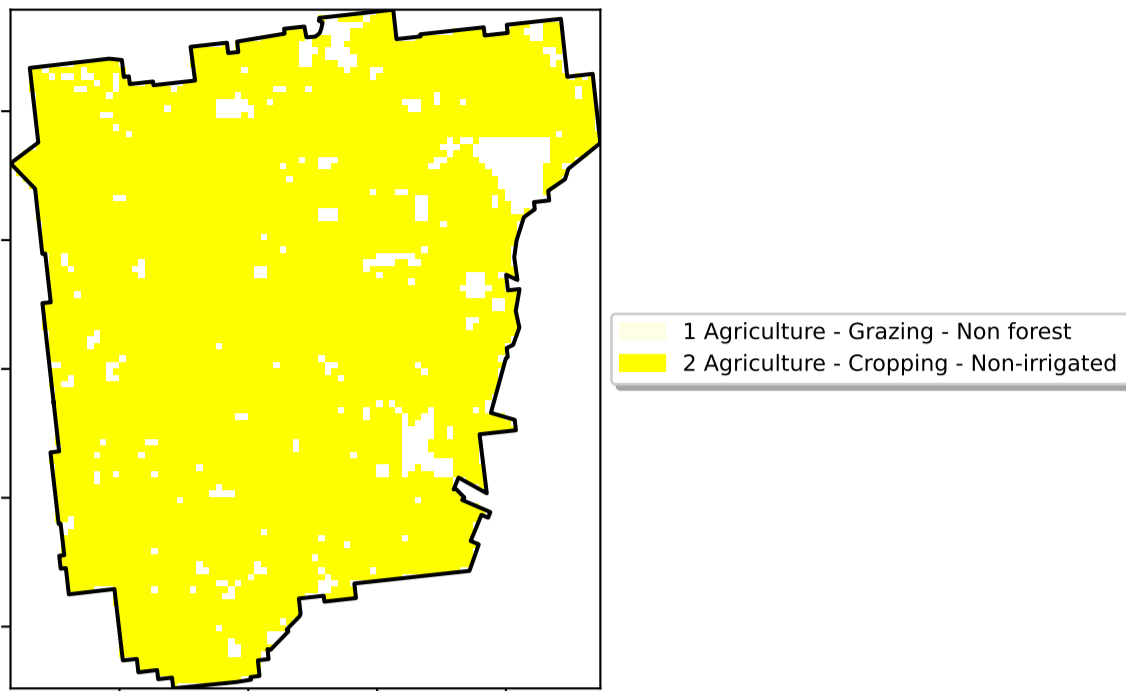 1 Agriculture - Grazing - Non forest
2 Agriculture - Cropping - Non-irrigated